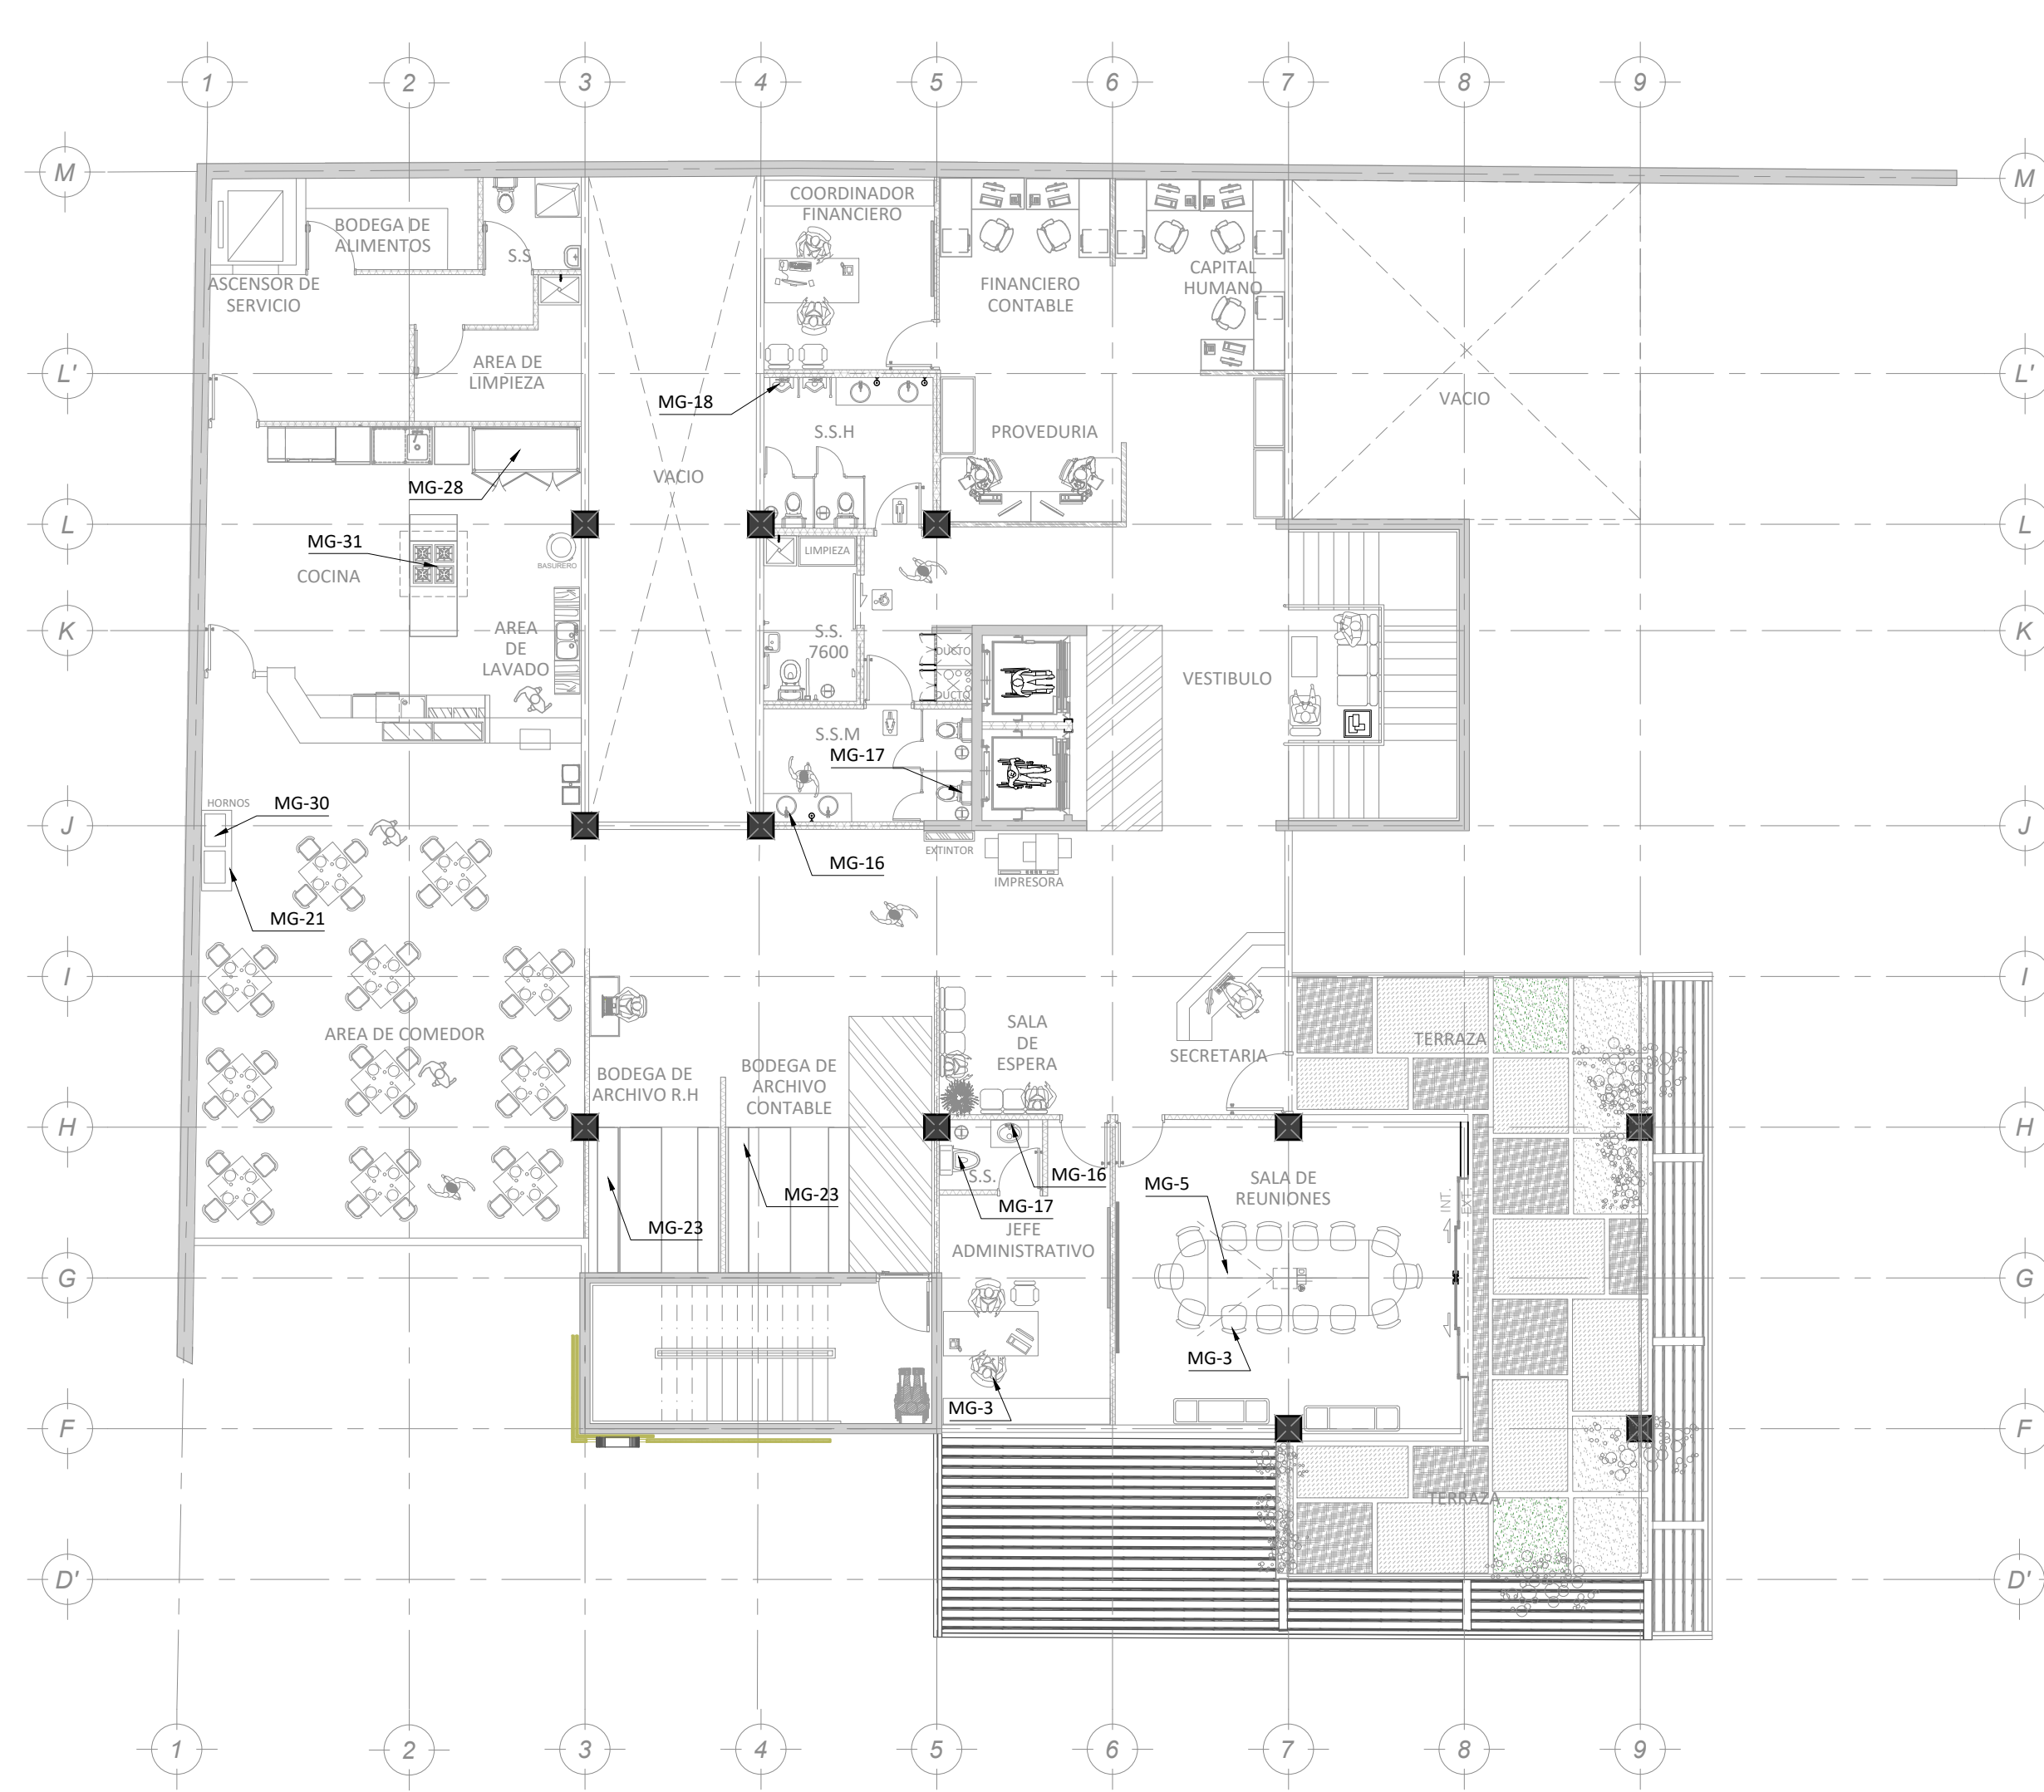 1 2 3 4 5 6 7 8 9
M M
COORDINADOR
FINANCIERO
BODEGA DE
ALIMENTOS
S.S
ASCENSOR DE
SERVICIO
FINANCIERO
CONTABLE
CAPITAL
HUMANO
AREA DE
LIMPIEZA
L' L'
VACIO
MG-18
S.S.H
PROVEDURIA
VACIO
MG-28
L L
MG-31
COCINA
BASURERO
LIMPIEZA
AREA
DE
LAVADO
K K
S.S.
7600
DUCTO
DUCTO
VESTIBULO
S.S.M
MG-17
HORNOS
MG-30
J J
EXTINTOR
MG-16
IMPRESORA
MG-21
I I
AREA DE COMEDOR
SALA
DE
ESPERA
SECRETARIA
TERRAZA
BODEGA DE
ARCHIVO R.H
BODEGA DE
ARCHIVO
CONTABLE
H H
S.S.
MG-16
MG-5
SALA DE
REUNIONES
INT.
EXT.
MG-23
MG-17
MG-23
JEFE
ADMINISTRATIVO
G G
MG-3
MG-3
F F
TERRAZA
D' D'
1 2 3 4 5 6 7 8 9